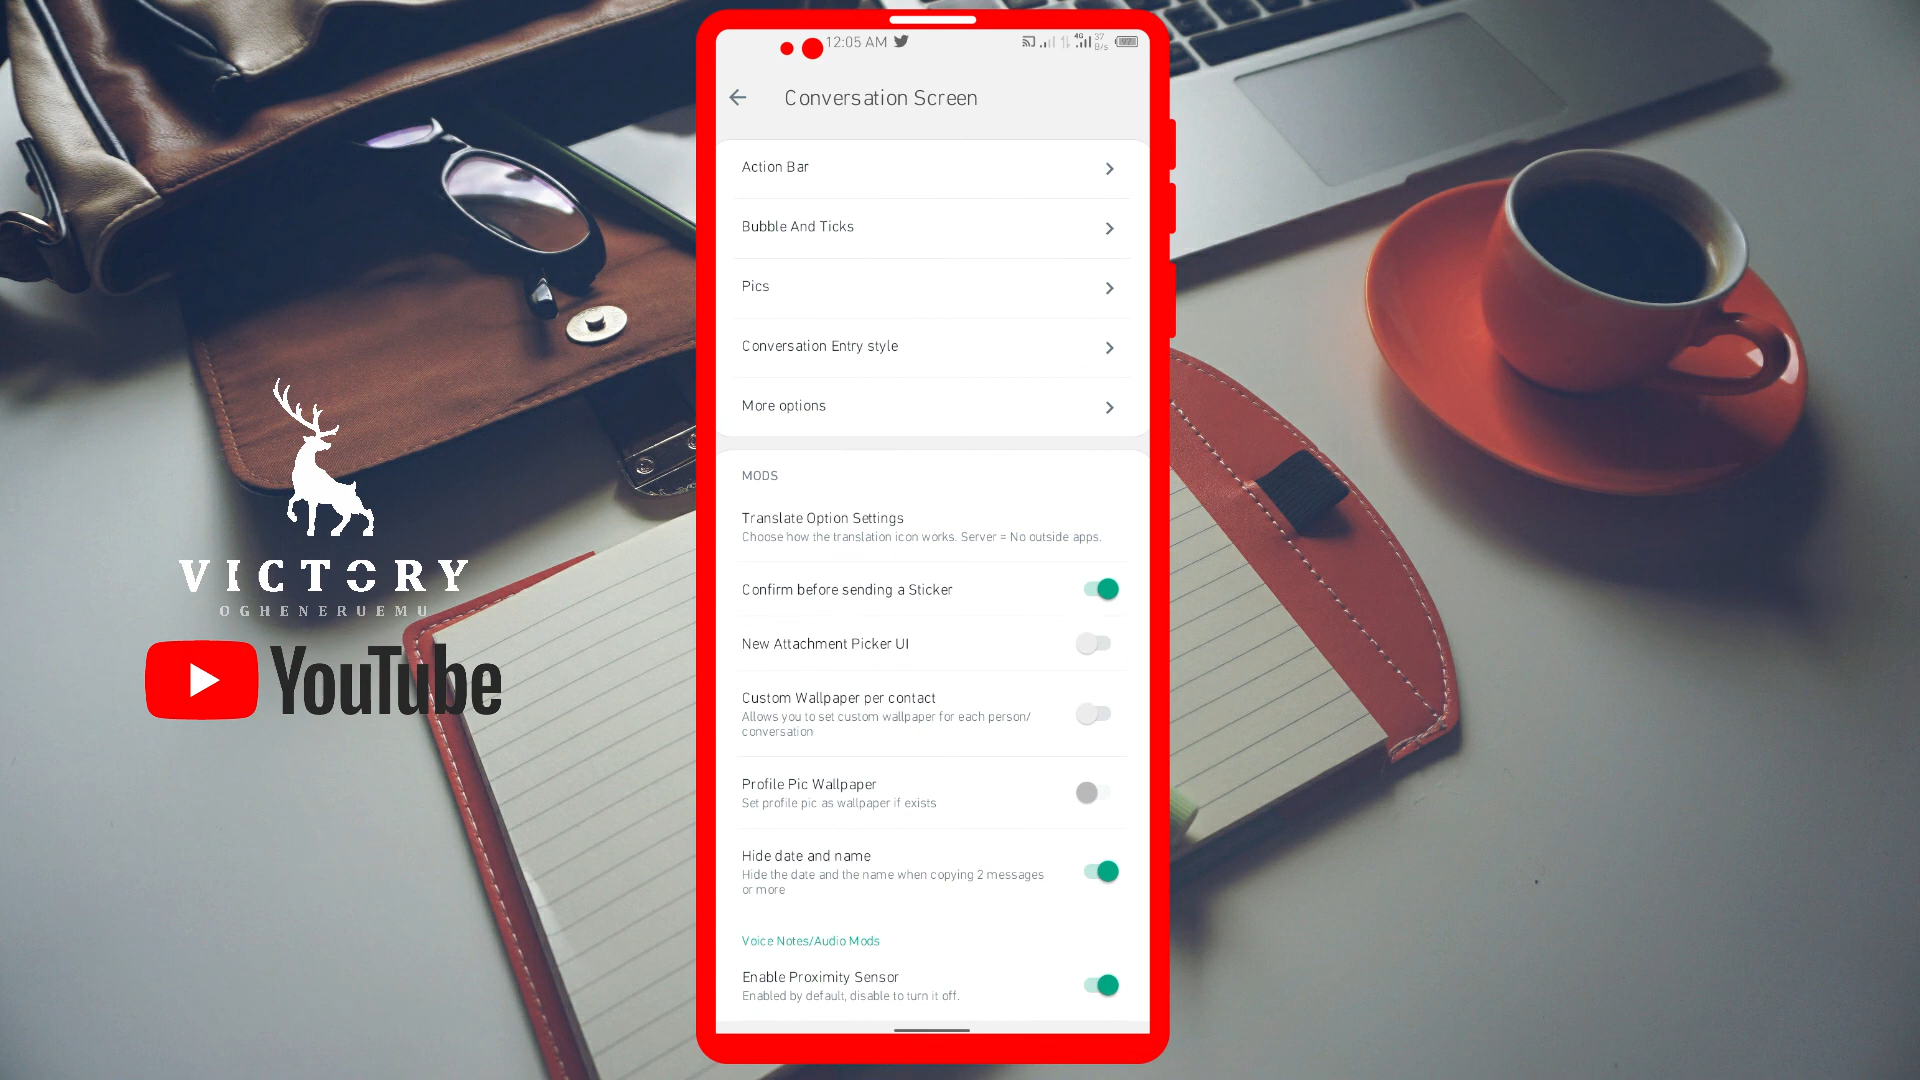 12:05 AM
4G
37
B/s
Conversation Screen
Action Bar
Bubble And Ticks
Pics
Conversation Entry style
More options
MODS
Translate Option Settings
Choose how the translation icon works. Server = No outside apps.
Confirm before sending a Sticker
New Attachment Picker UI
Custom Wallpaper per contact
Allows you to set custom wallpaper for each person/
conversation
Profile Pic Wallpaper
Set profile pic as wallpaper if exists
Hide date and name
Hide the date and the name when copying 2 messages
or more
Voice Notes/Audio Mods
Enable Proximity Sensor
Enabled by default, disable to turn it off.
VICTORY
OGHENERUEMU
YouTube